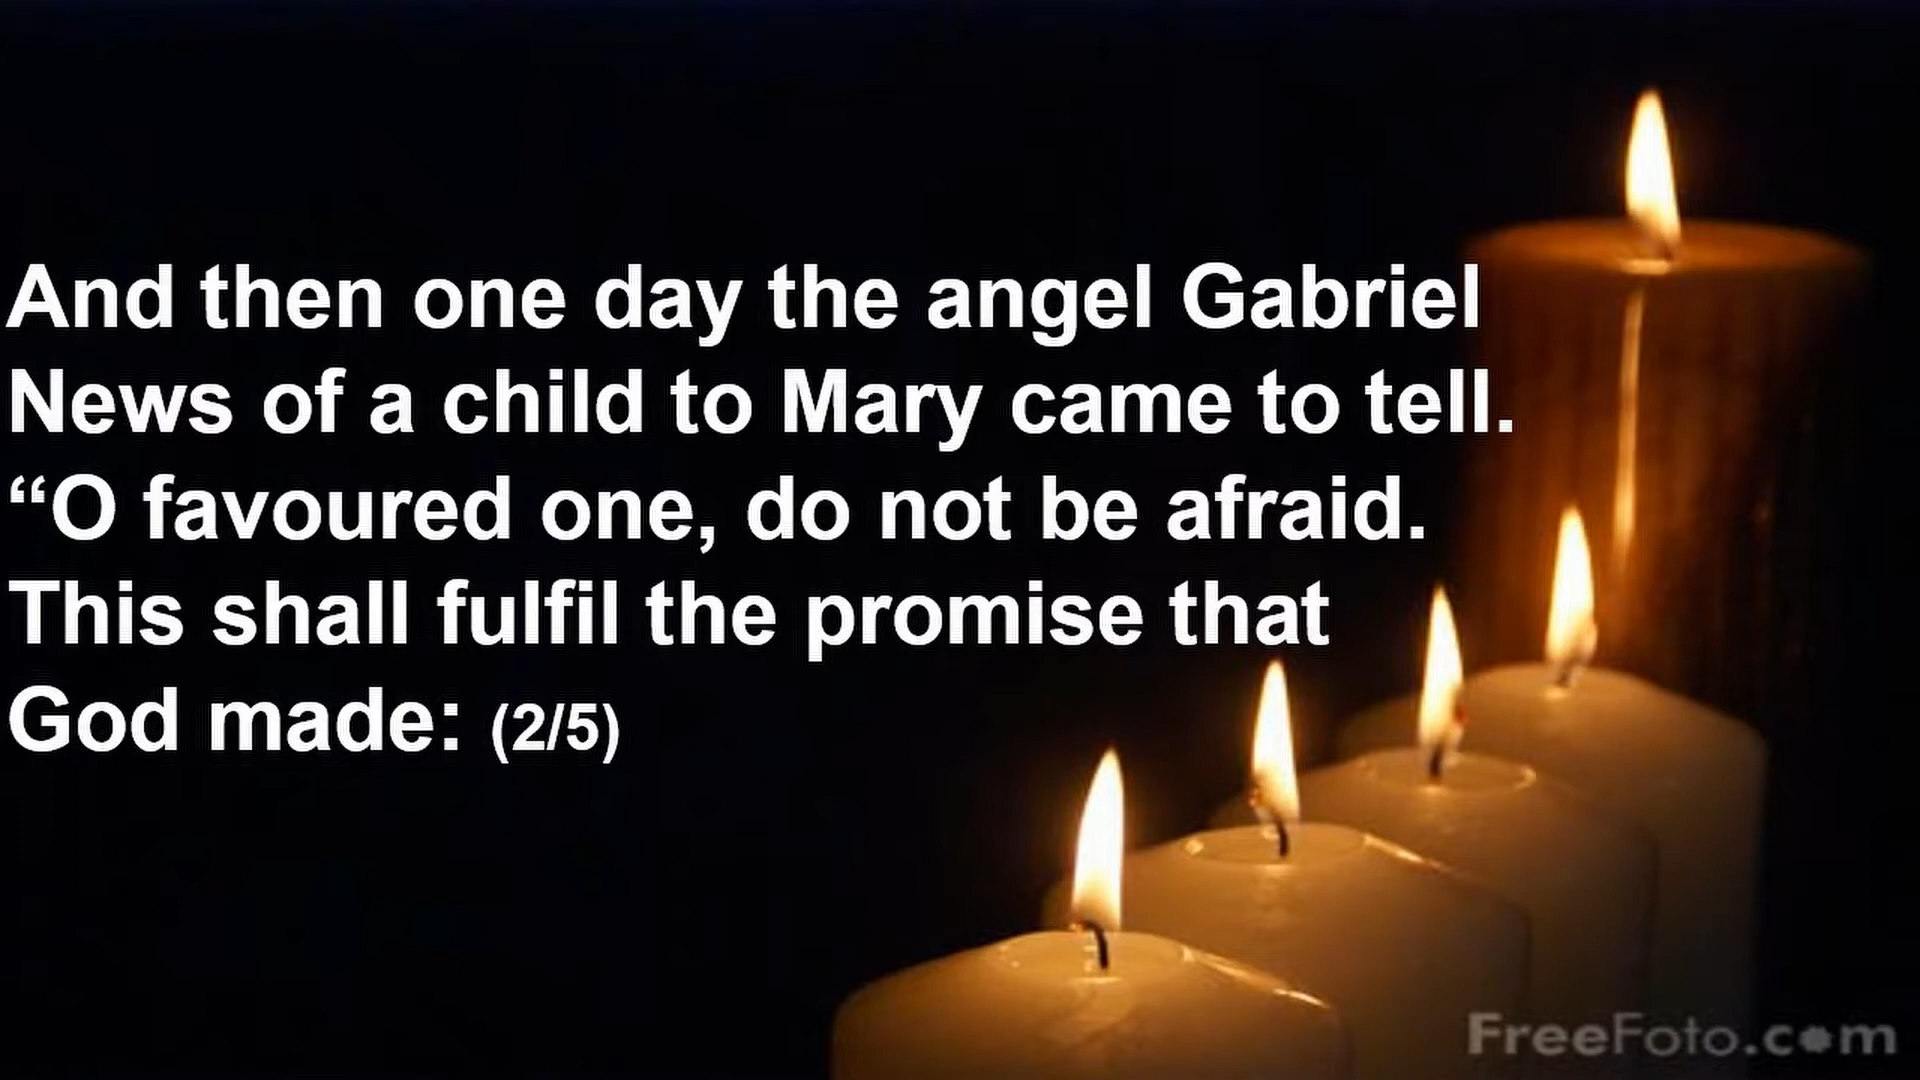 And then one day the angel Gabriel
News of a child to Mary came to tell.
“O favoured one, do not be afraid.
This shall fulfil the promise that
God made: (2/5)
FreeFoto.com